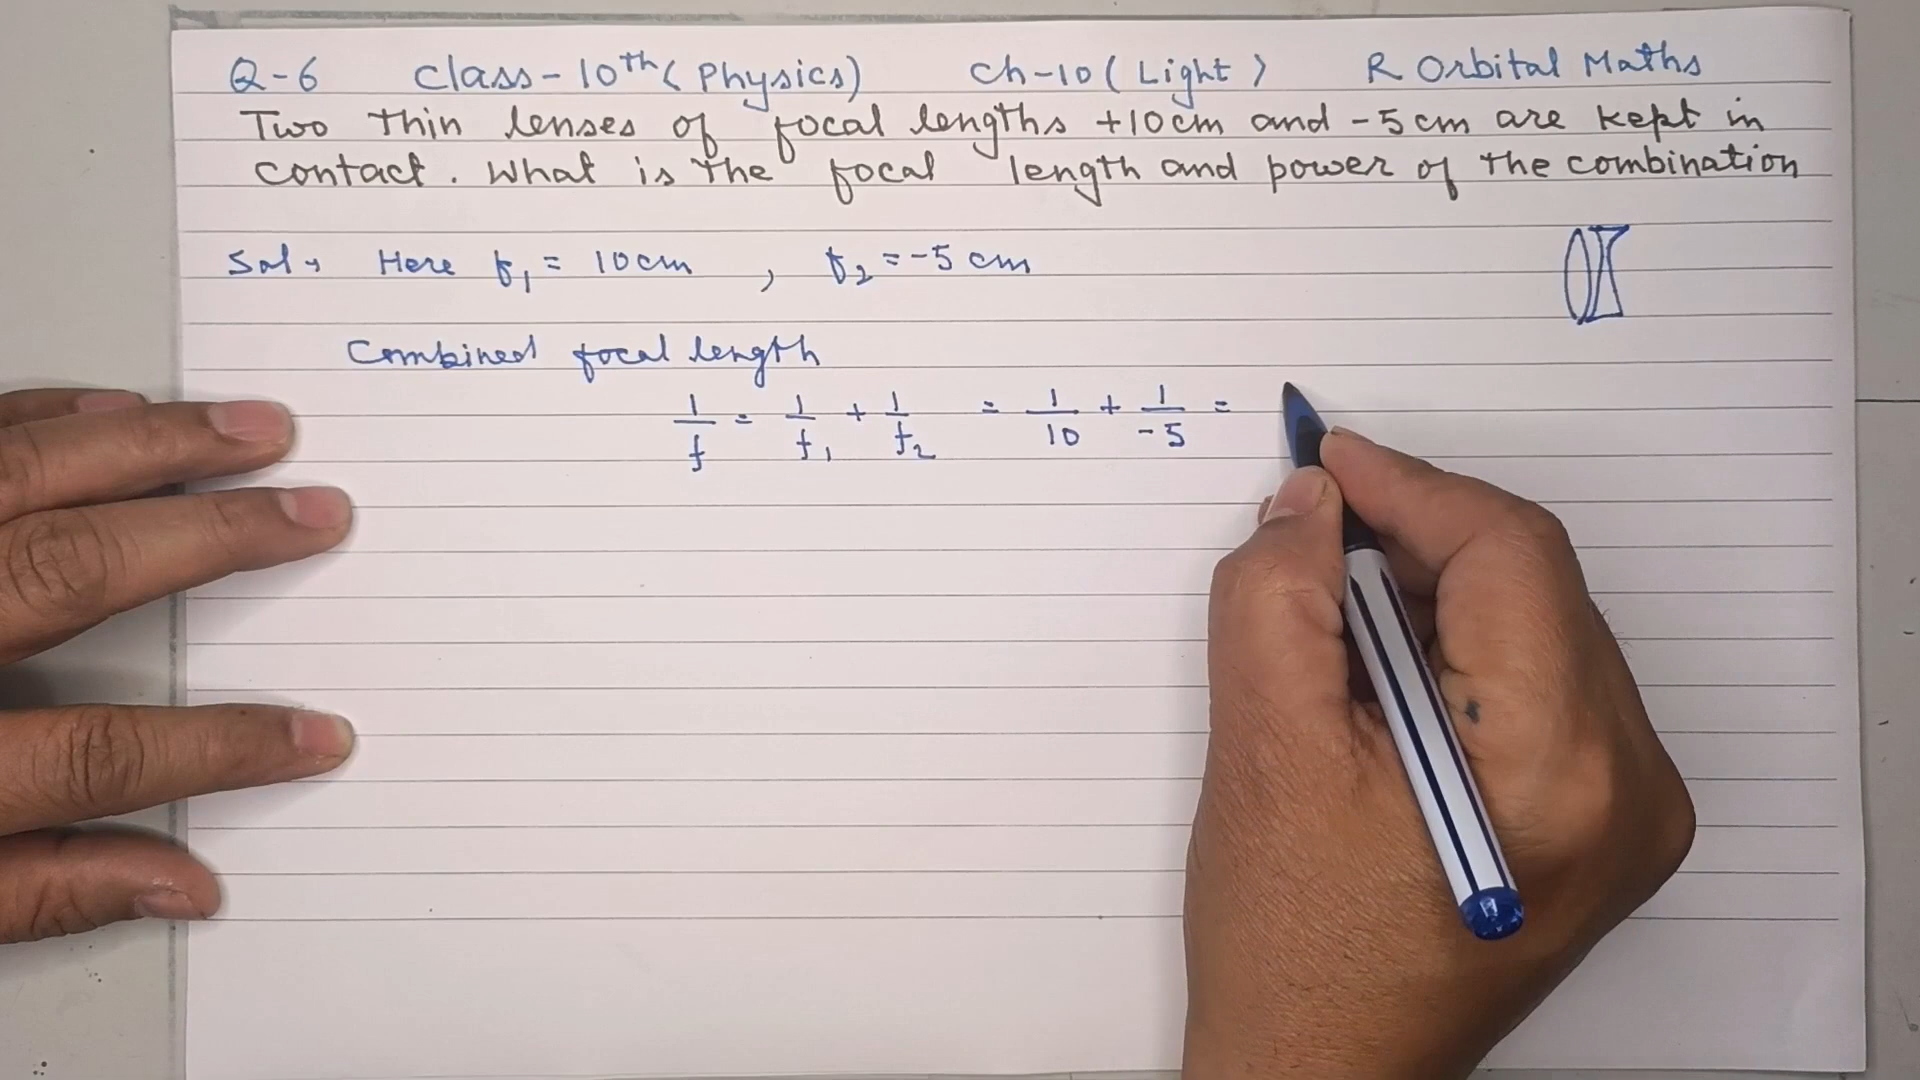 Q-6 Class-10th (Physics) Ch-10 (Light) R Orbital Maths
Two thin lenses of focal lengths +10cm and -5cm are kept in
contact. What is the focal length and power of the combination
Sol, Here f₁ = 10cm , f₂ = -5 cm
Combined focal length
1/f = 1/f₁ + 1/f₂ = 1/10 + 1/-5 =